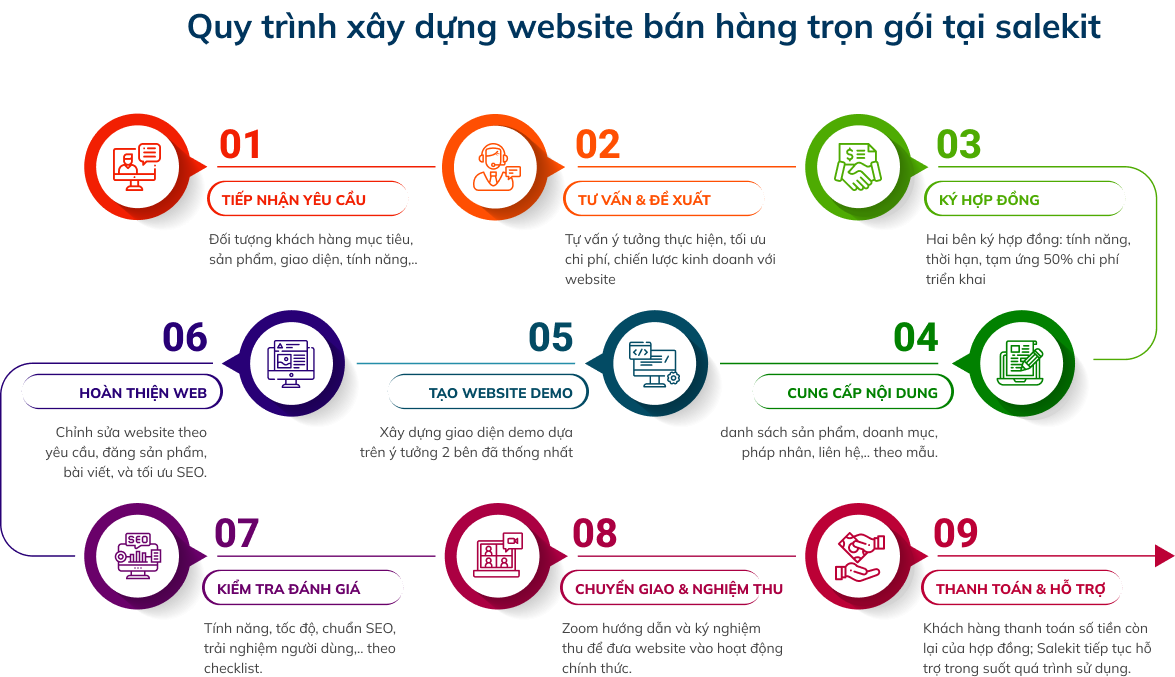 Quy trình xây dựng website bán hàng trọn gói tại salekit
01
TIẾP NHẬN YÊU CẦU
Đối tượng khách hàng mục tiêu,
sản phẩm, giao diện, tính năng,..
02
TƯ VẤN & ĐỀ XUẤT
Tự vấn ý tưởng thực hiện, tối ưu
chi phí, chiến lược kinh doanh với
website
03
KÝ HỢP ĐỒNG
Hai bên ký hợp đồng: tính năng,
thời hạn, tạm ứng 50% chi phí
triển khai
04
CUNG CẤP NỘI DUNG
danh sách sản phẩm, doanh mục,
pháp nhân, liên hệ,.. theo mẫu.
05
TẠO WEBSITE DEMO
Xây dựng giao diện demo dựa
trên ý tưởng 2 bên đã thống nhất
06
HOÀN THIỆN WEB
Chỉnh sửa website theo
yêu cầu, đăng sản phẩm,
bài viết, và tối ưu SEO.
SEO
07
KIỂM TRA ĐÁNH GIÁ
Tính năng, tốc độ, chuẩn SEO,
trải nghiệm người dùng,.. theo
checklist.
08
CHUYỂN GIAO & NGHIỆM THU
Zoom hướng dẫn và ký nghiệm
thu để đưa website vào hoạt động
chính thức.
09
THANH TOÁN & HỖ TRỢ
Khách hàng thanh toán số tiền còn
lại của hợp đồng; Salekit tiếp tục hỗ
trợ trong suốt quá trình sử dụng.